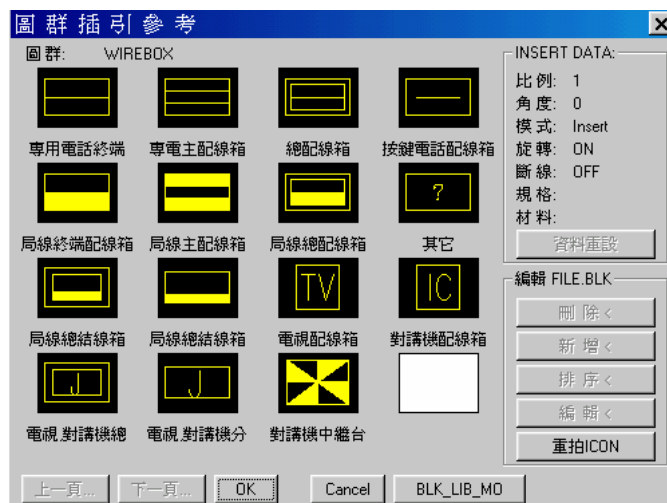 圖群插引參考
圖群: WIREBOX
專用電話終端 專電主配線箱 總配線箱 按鍵電話配線箱
?
局線終端配線箱 局線主配線箱 局線總配線箱 其它
TV IC
局線總結線箱 局線總結線箱 電視配線箱 對講機配線箱
J J
電視.對講機總 電視.對講機分 對講機中繼台
INSERT DATA:
比例: 1
角度: 0
模式: Insert
旋轉: ON
斷線: OFF
規格:
材料:
資料重設
編輯 FILE.BLK
刪除<
新增<
排序<
編輯<
重拍ICON
上一頁... 下一頁... OK Cancel BLK_LIB_MO